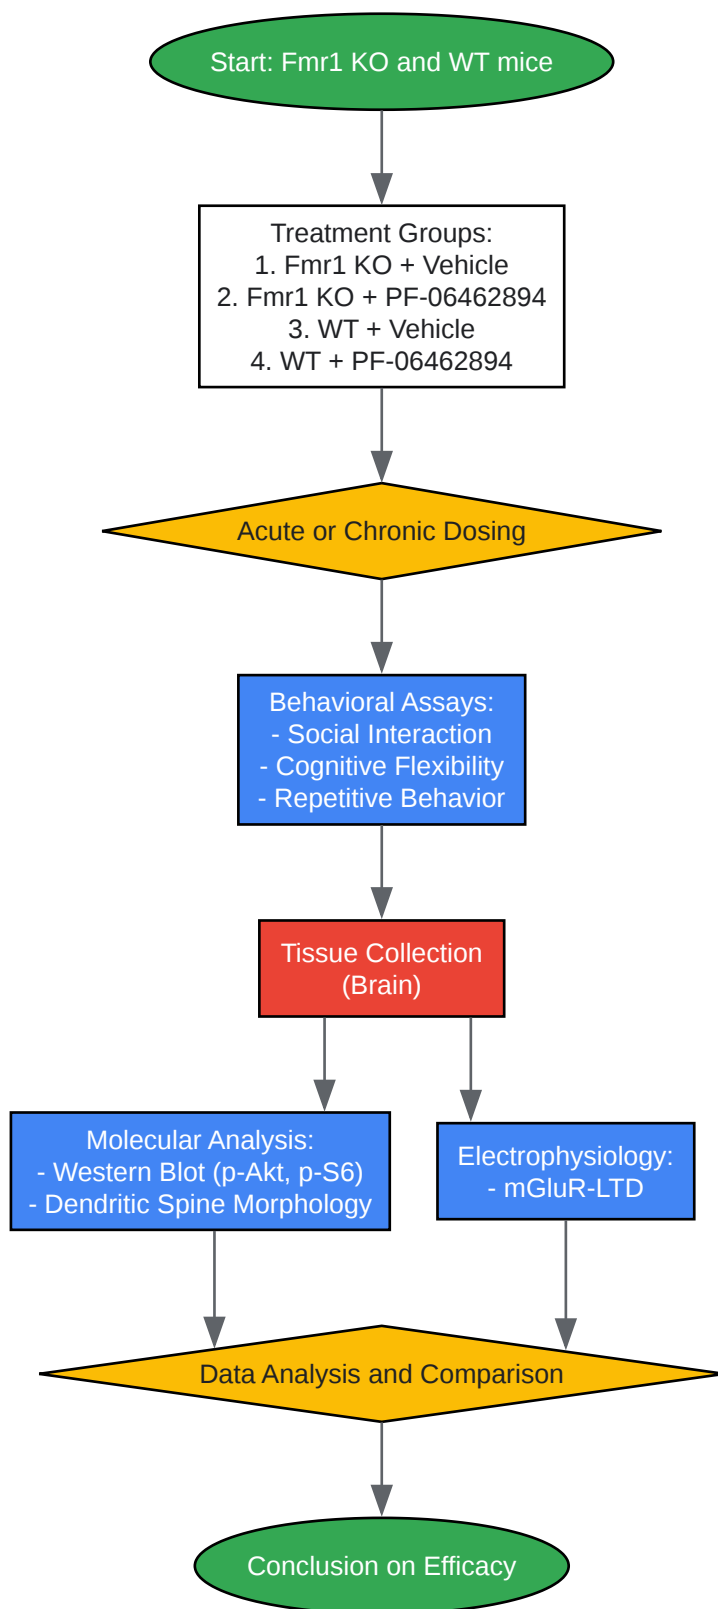 Start: Fmr1 KO and WT mice
Treatment Groups:
1. Fmr1 KO + Vehicle
2. Fmr1 KO + PF-06462894
3. WT + Vehicle
4. WT + PF-06462894
Acute or Chronic Dosing
Behavioral Assays:
- Social Interaction
- Cognitive Flexibility
- Repetitive Behavior
Tissue Collection
(Brain)
Molecular Analysis:
- Western Blot (p-Akt, p-S6)
- Dendritic Spine Morphology
Electrophysiology:
- mGluR-LTD
Data Analysis and Comparison
Conclusion on Efficacy